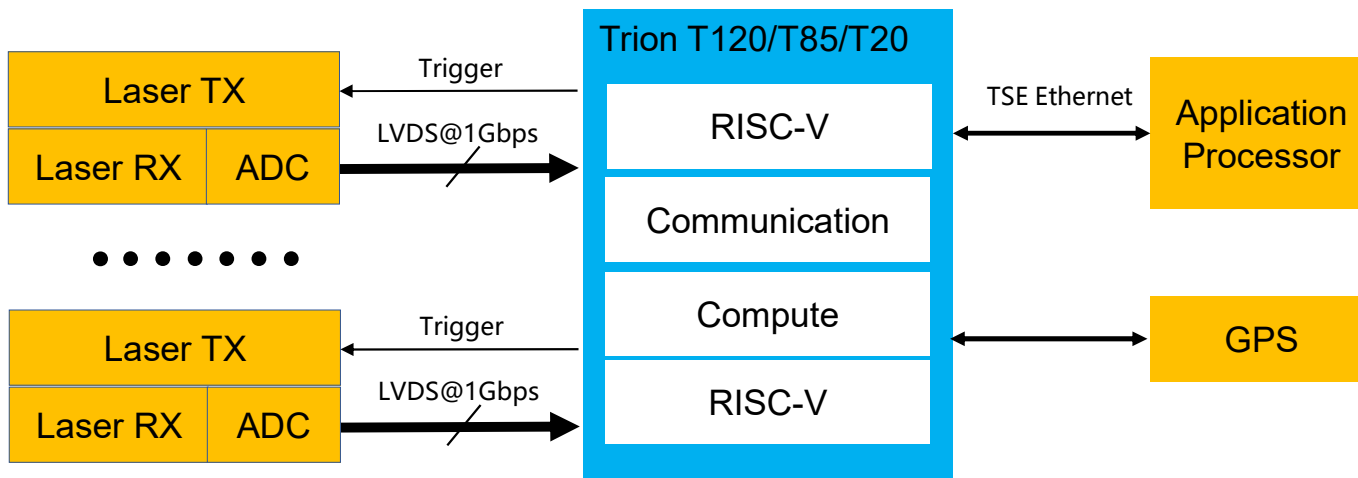 Trion T120/T85/T20
Laser TX
Laser RX
ADC
Trigger
LVDS@1Gbps
RISC-V
Communication
Compute
RISC-V
TSE Ethernet
Application
Processor
GPS
Laser TX
Laser RX
ADC
Trigger
LVDS@1Gbps